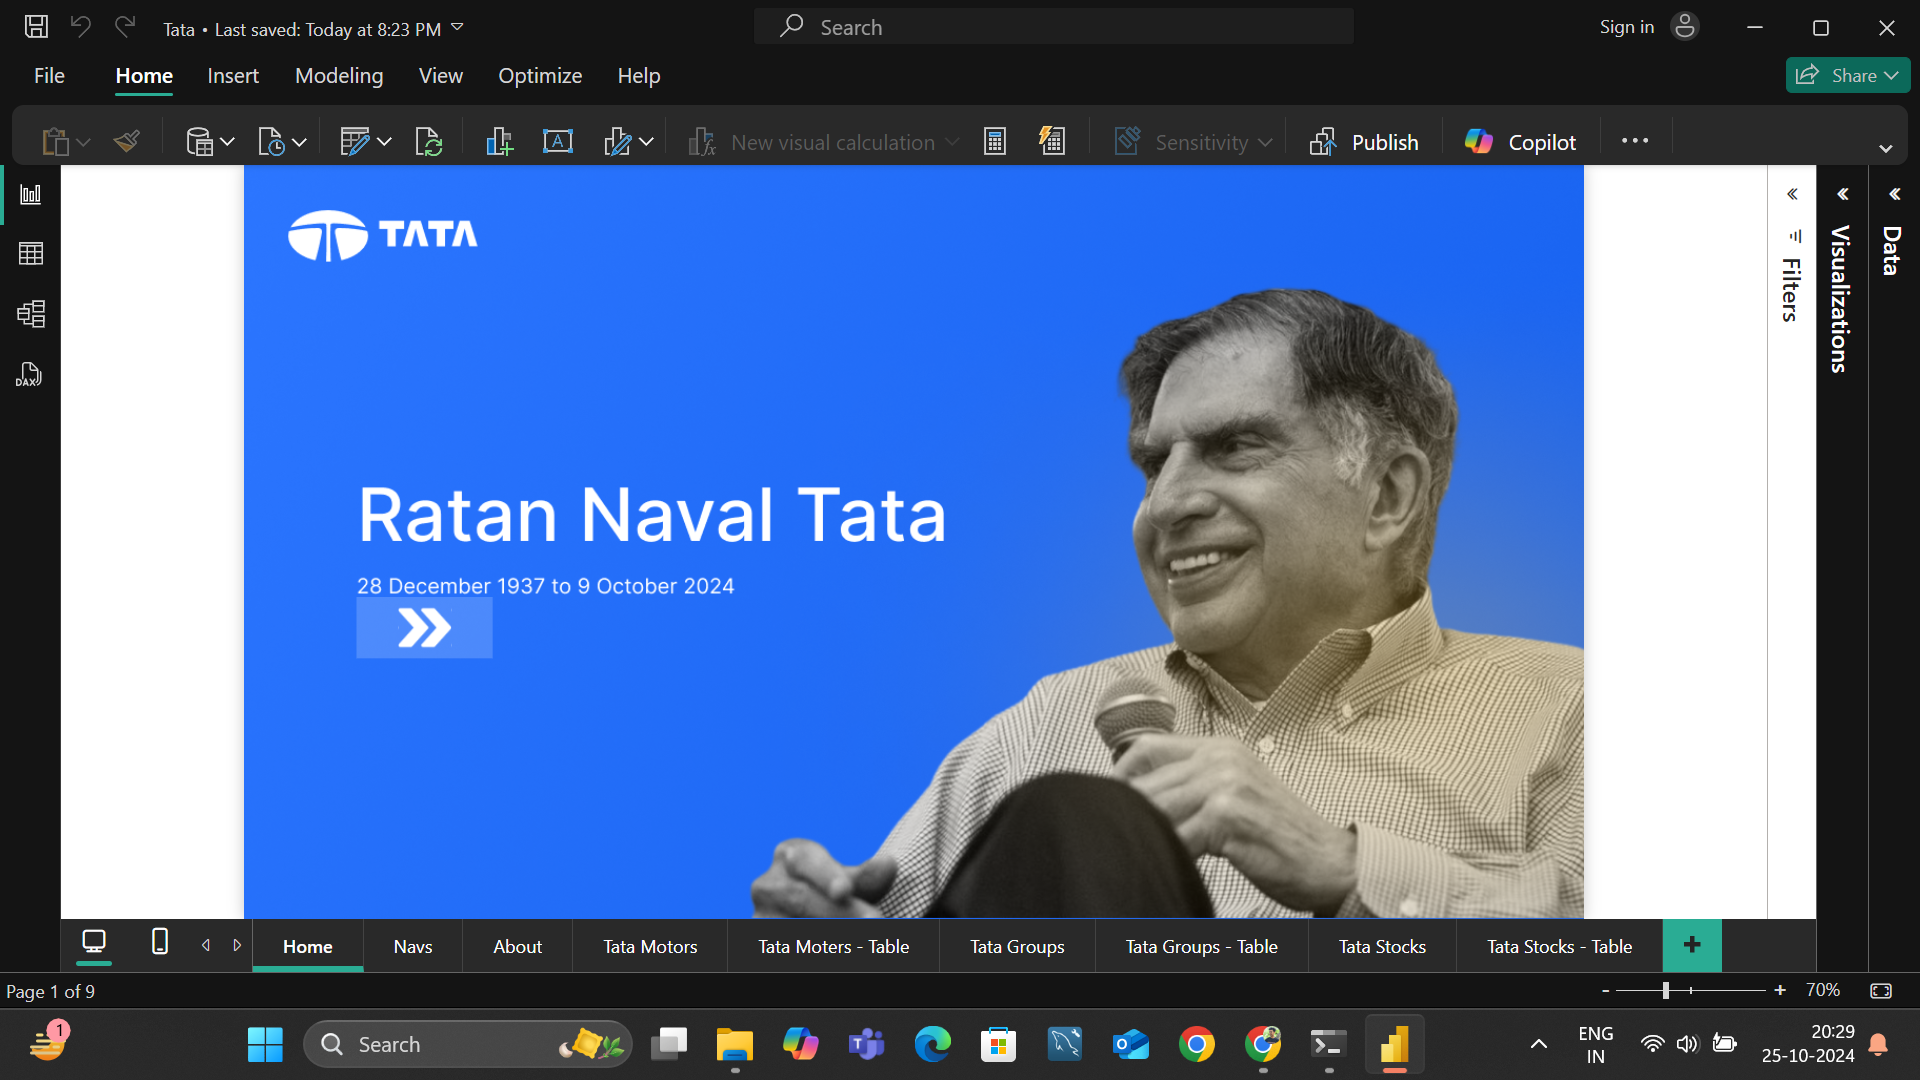 Tata • Last saved: Today at 8:23 PM
Search
Sign in
File Home Insert Modeling View Optimize Help
Share
New visual calculation
Sensitivity
Publish
Copilot
DAX
TATA
Ratan Naval Tata
28 December 1937 to 9 October 2024
Filters
Visualizations
Data
Home Navs About Tata Motors Tata Moters - Table Tata Groups Tata Groups - Table Tata Stocks Tata Stocks - Table +
Page 1 of 9
- + 70%
1
Search
ENG
IN
20:29
25-10-2024